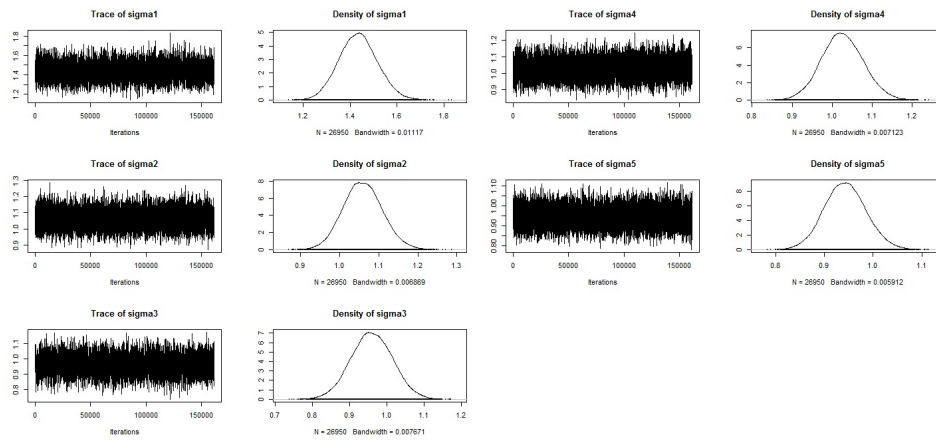 Trace of sigma1
1.2 1.4 1.6 1.8
0 50000 100000 150000
Iterations
Density of sigma1
0 1 2 3 4 5
1.2 1.4 1.6 1.8
N = 26950 Bandwidth = 0.01117
Trace of sigma4
0.9 1.0 1.1 1.2
0 50000 100000 150000
Iterations
Density of sigma4
0 2 4 6
0.8 0.9 1.0 1.1 1.2
N = 26950 Bandwidth = 0.007123
Trace of sigma2
0.9 1.0 1.1 1.2 1.3
0 50000 100000 150000
Iterations
Density of sigma2
0 2 4 6 8
0.9 1.0 1.1 1.2 1.3
N = 26950 Bandwidth = 0.006869
Trace of sigma5
0.80 0.90 1.00 1.10
0 50000 100000 150000
Iterations
Density of sigma5
0 2 4 6 8
0.8 0.9 1.0 1.1
N = 26950 Bandwidth = 0.005912
Trace of sigma3
0.8 0.9 1.0 1.1
0 50000 100000 150000
Iterations
Density of sigma3
0 1 2 3 4 5 6 7
0.7 0.8 0.9 1.0 1.1 1.2
N = 26950 Bandwidth = 0.007671